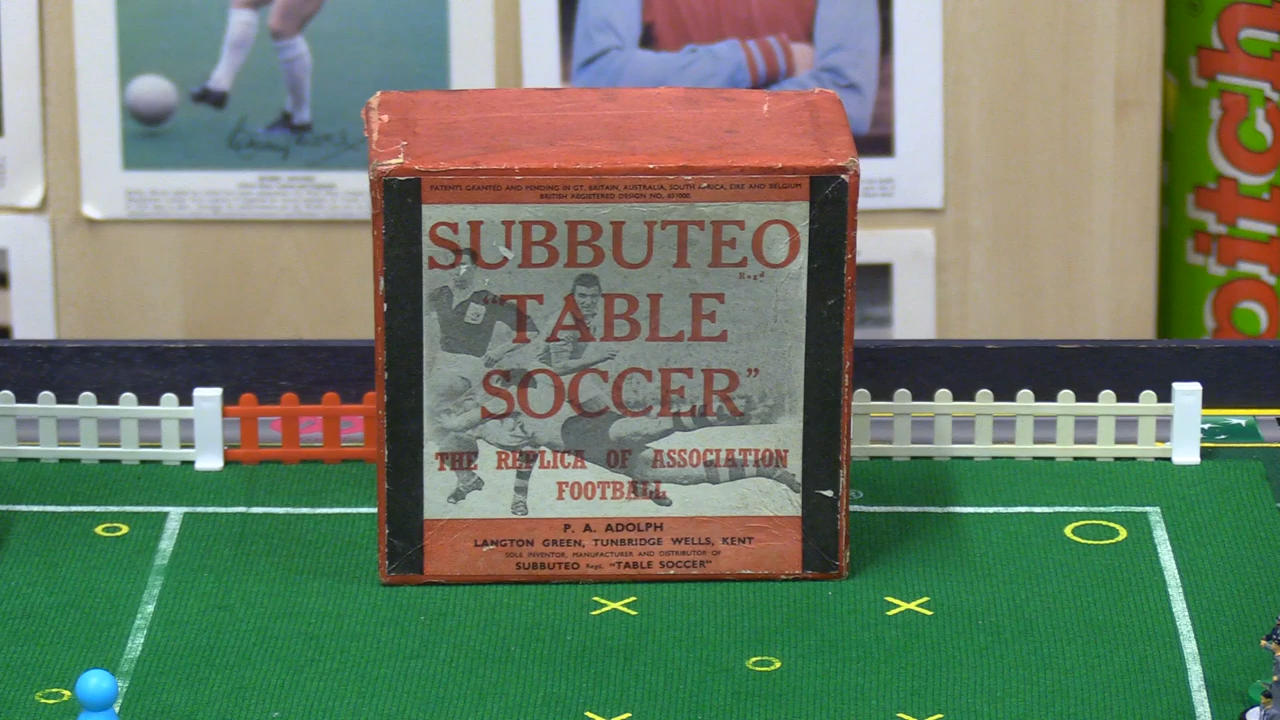 PATENTS GRANTED AND PENDING IN GT. BRITAIN, AUSTRALIA, SOUTH AFRICA, EIRE AND BELGIUM
BRITISH REGISTERED DESIGN NO.
SUBBUTEO
Regd
"TABLE
SOCCER"
THE REPLICA OF ASSOCIATION
FOOTBALL
P. A. ADOLPH
LANGTON GREEN, TUNBRIDGE WELLS, KENT
SOLE INVENTOR, MANUFACTURER AND DISTRIBUTOR OF
SUBBUTEO Regd. "TABLE SOCCER"
pitch